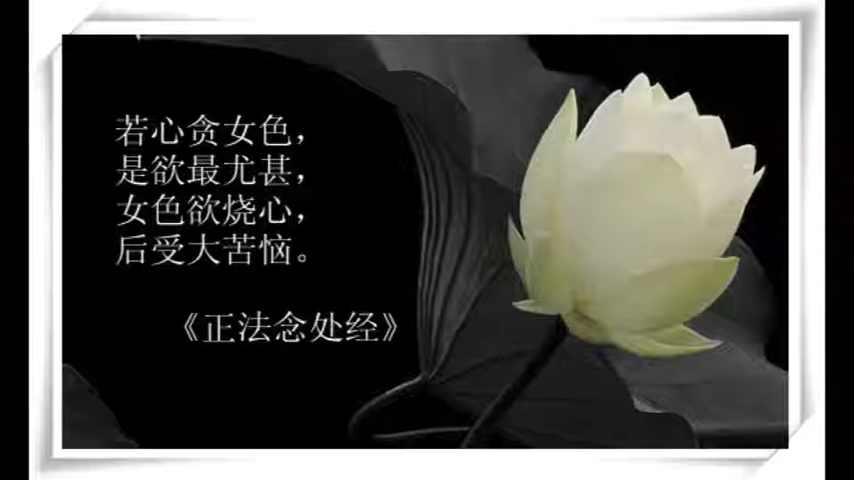 若心贪女色，
是欲最尤甚，
女色欲烧心，
后受大苦恼。
《正法念处经》